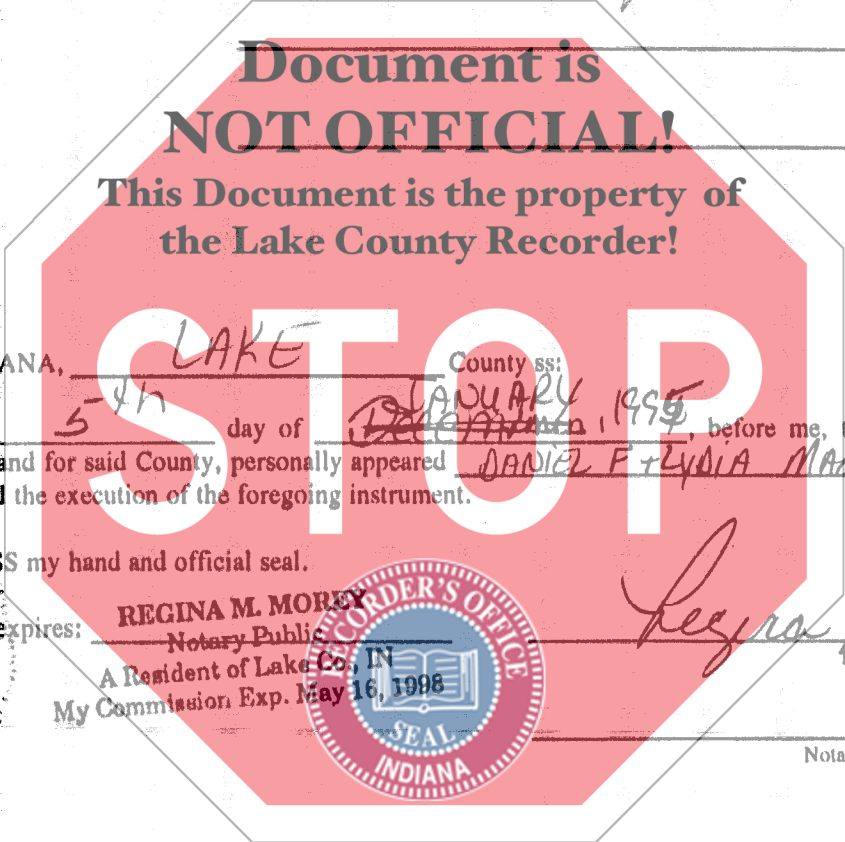 Document is
NOT OFFICIAL!
This Document is the property of
the Lake County Recorder!
STOP
ANA, LAKE County ss:
5th day of JANUARY, 1995, before me, t
and for said County, personally appeared DANIEL F + LYDIA MA
the execution of the foregoing instrument.
S my hand and official seal.
expires:
REGINA M. MOREY
Notary Public
A Resident of Lake Co., IN
My Commission Exp. May 16, 1998
Regina
RECORDER'S OFFICE
SEAL
INDIANA
Nota